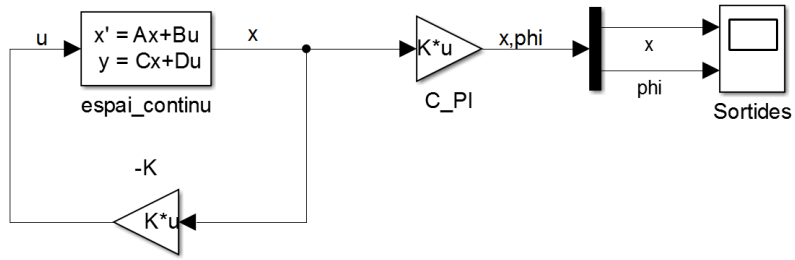 u
x' = Ax+Bu
y = Cx+Du
x
espai_continu
K*u
C_PI
x,phi
x
phi
Sortides
-K
K*u